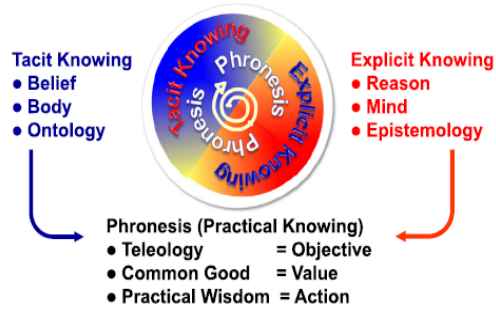 Tacit Knowing
● Belief
● Body
● Ontology
Tacit Knowing
Phronesis
Explicit Knowing
Phronesis
Explicit Knowing
● Reason
● Mind
● Epistemology
Phronesis (Practical Knowing)
● Teleology = Objective
● Common Good = Value
● Practical Wisdom = Action